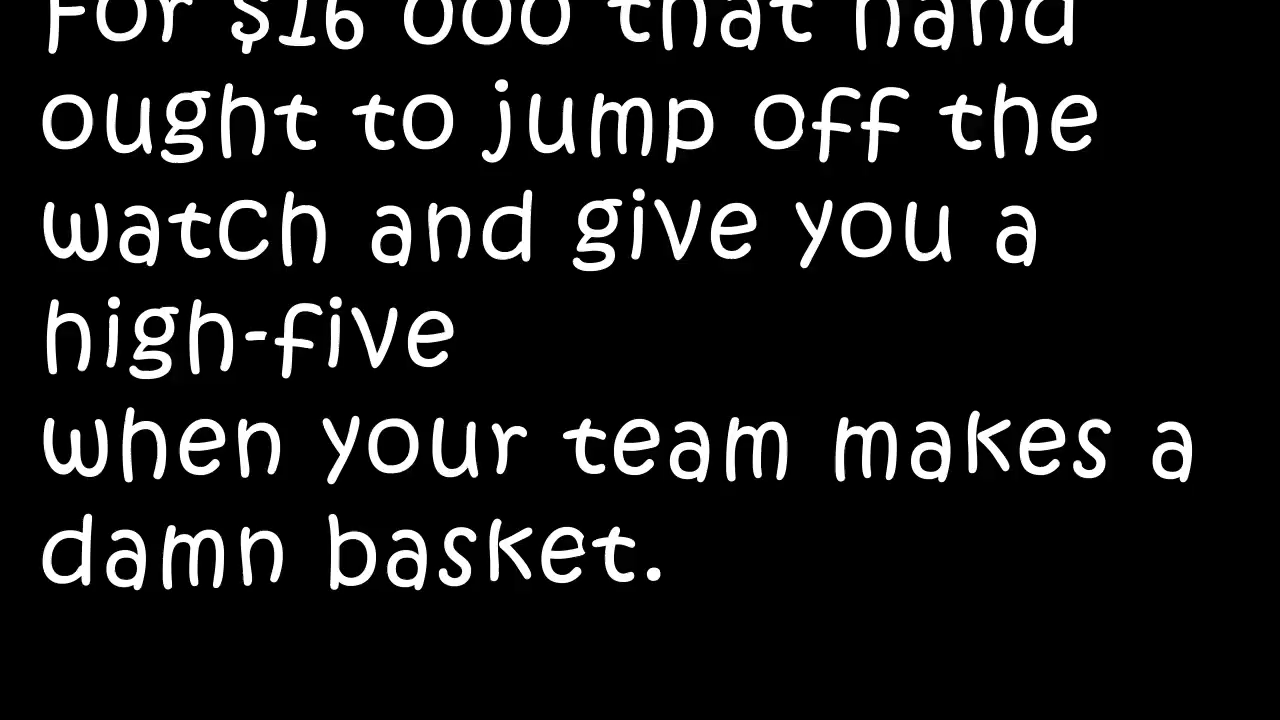 For $16 000 that hand
ought to jump off the
watch and give you a
high-five
when your team makes a
damn basket.